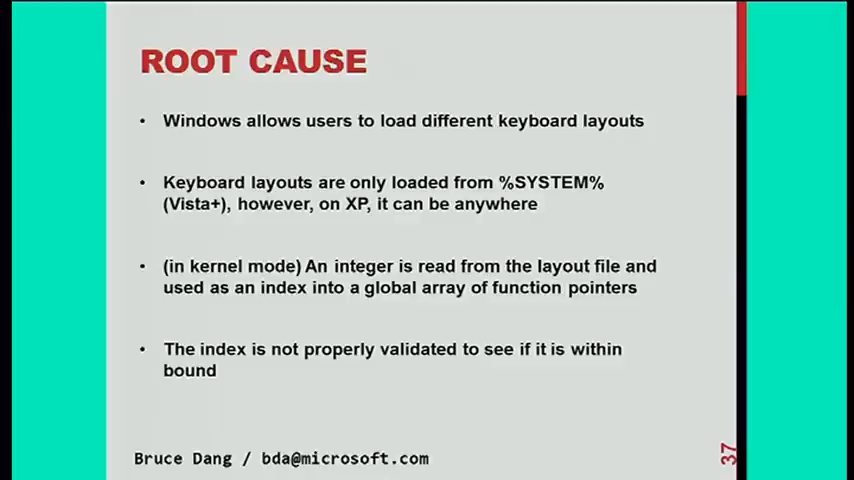 ROOT CAUSE
• Windows allows users to load different keyboard layouts
• Keyboard layouts are only loaded from %SYSTEM%
(Vista+), however, on XP, it can be anywhere
• (in kernel mode) An integer is read from the layout file and
used as an index into a global array of function pointers
• The index is not properly validated to see if it is within
bound
Bruce Dang / bda@microsoft.com
37